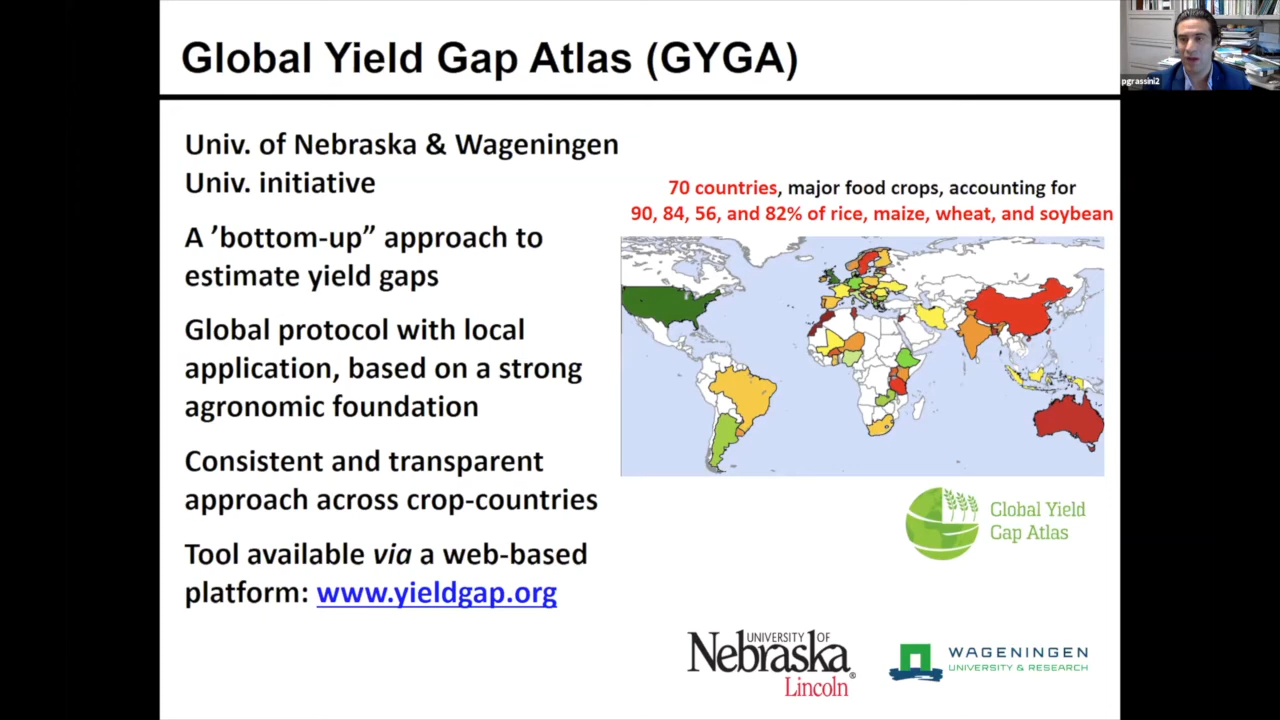 Global Yield Gap Atlas (GYGA)
pgrassini2
Univ. of Nebraska & Wageningen
Univ. initiative
A ’bottom-up” approach to
estimate yield gaps
Global protocol with local
application, based on a strong
agronomic foundation
Consistent and transparent
approach across crop-countries
Tool available via a web-based
platform: www.yieldgap.org
70 countries, major food crops, accounting for
90, 84, 56, and 82% of rice, maize, wheat, and soybean
Global Yield
Gap Atlas
UNIVERSITY OF
Nebraska®
Lincoln
WAGENINGEN
UNIVERSITY & RESEARCH